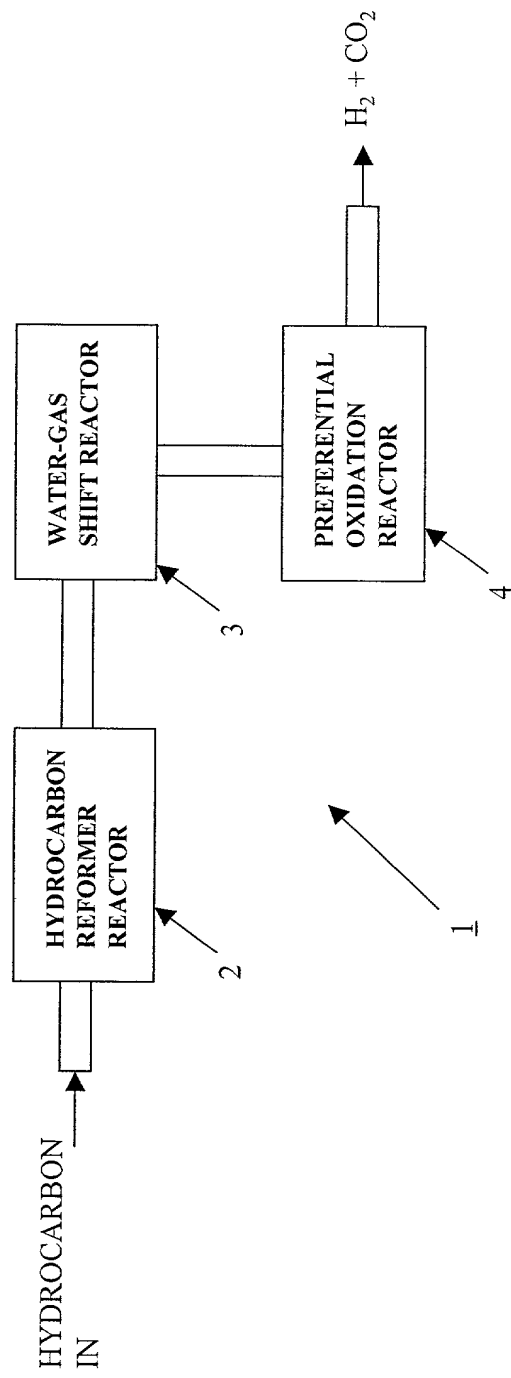 HYDROCARBON
IN
HYDROCARBON
REFORMER
REACTOR
2
WATER-GAS
SHIFT REACTOR
3
PREFERENTIAL
OXIDATION
REACTOR
4
H₂ + CO₂
1